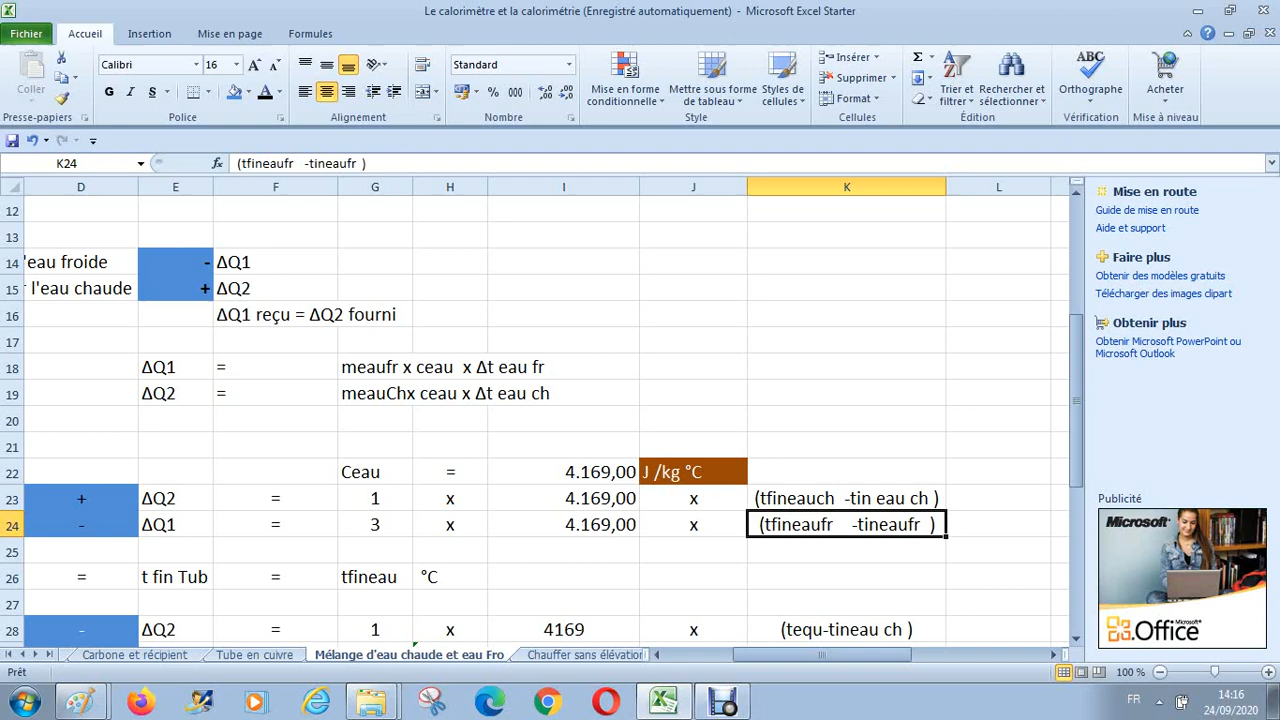 Le calorimètre et la calorimétrie (Enregistré automatiquement) - Microsoft Excel Starter
Fichier Accueil Insertion Mise en page Formules
Coller
Presse-papiers
Calibri 16
G I S
Police
Alignement
Standard
% 000
Nombre
Mise en forme conditionnelle
Mettre sous forme de tableau
Styles de cellules
Style
Insérer
Supprimer
Format
Cellules
Trier et filtrer
Rechercher et sélectionner
Édition
ABC
Orthographe
Vérification
Acheter
Mise à niveau
K24 fx (tfineaufr -tineaufr )
D E F G H I J K L
12
13
14 'eau froide - ΔQ1
15 l'eau chaude + ΔQ2
16 ΔQ1 reçu = ΔQ2 fourni
17
18 ΔQ1 = meaufr x ceau x Δt eau fr
19 ΔQ2 = meauChx ceau x Δt eau ch
20
21
22 Ceau = 4.169,00 J /kg °C
23 + ΔQ2 = 1 x 4.169,00 x (tfineauch -tin eau ch )
24 - ΔQ1 = 3 x 4.169,00 x (tfineaufr -tineaufr )
25
26 = t fin Tub = tfineau °C
27
28 - ΔQ2 = 1 x 4169 x (tequ-tineau ch )
Mise en route
Guide de mise en route
Aide et support
Faire plus
Obtenir des modèles gratuits
Télécharger des images clipart
Obtenir plus
Obtenir Microsoft PowerPoint ou
Microsoft Outlook
Publicité
Microsoft
Microsoft
Office
Carbone et récipient Tube en cuivre Mélange d'eau chaude et eau Fro Chauffer sans élévation
Prêt 100 %
FR 14:16
24/09/2020